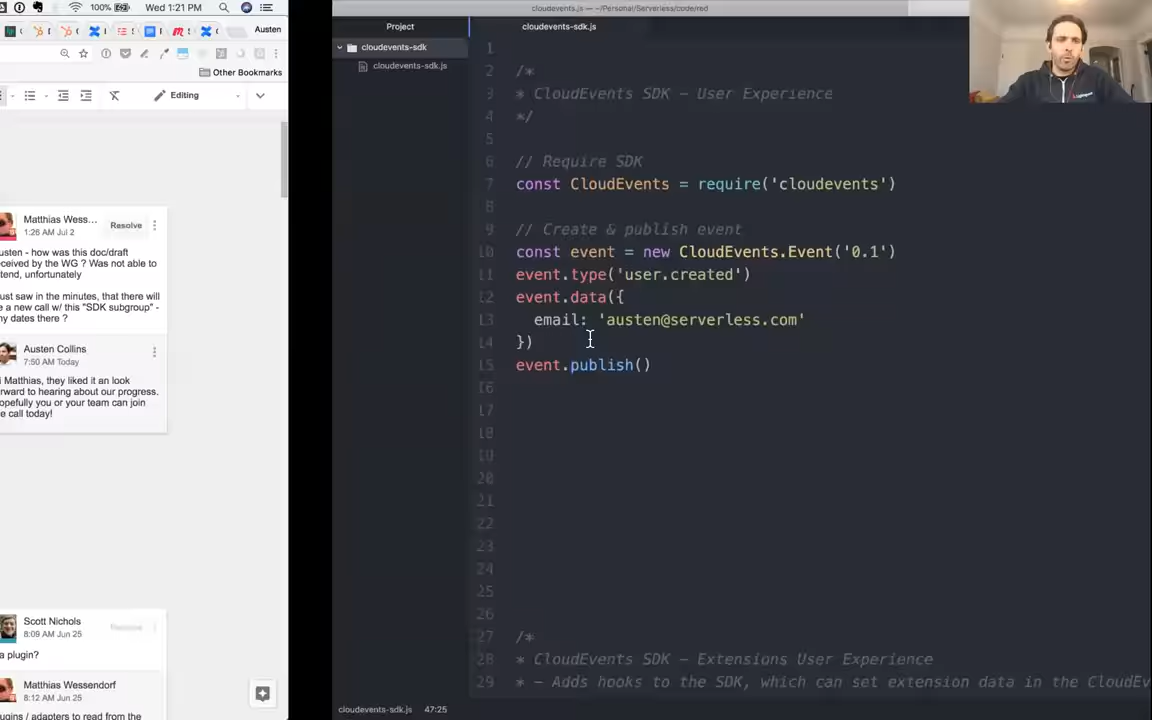 100%
Wed 1:21 PM
Austen
Other Bookmarks
Editing
Matthias Wess...
1:26 AM Jul 2
Resolve
usten - how was this doc/draft
ceived by the WG ? Was not able to
tend, unfortunately
ust saw in the minutes, that there will
e a new call w/ this "SDK subgroup" -
ny dates there ?
Austen Collins
7:50 AM Today
i Matthias, they liked it an look
rward to hearing about our progress.
opefully you or your team can join
e call today!
Scott Nichols
8:09 AM Jun 25
Resolve
a plugin?
Matthias Wessendorf
8:12 AM Jun 25
ugins / adapters to read from the
cloudevents.js — ~/Personal/Serverless/code/red
Project
cloudevents-sdk.js
cloudevents-sdk
cloudevents-sdk.js
1
2 /*
3 * CloudEvents SDK – User Experience
4 */
5
6 // Require SDK
7 const CloudEvents = require('cloudevents')
8
9 // Create & publish event
10 const event = new CloudEvents.Event('0.1')
11 event.type('user.created')
12 event.data({
13 email: 'austen@serverless.com'
14 })
15 event.publish()
16
17
18
19
20
21
22
23
24
25
26
27 /*
28 * CloudEvents SDK – Extensions User Experience
29 * – Adds hooks to the SDK, which can set extension data in the CloudEv
cloudevents-sdk.js 47:25